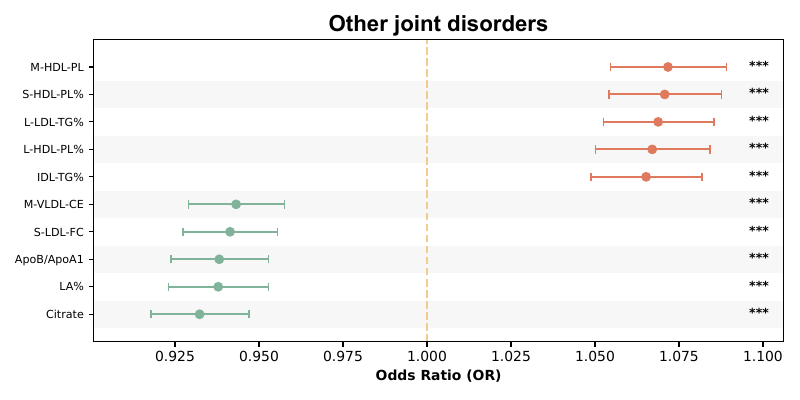 Other joint disorders
M-HDL-PL ***
S-HDL-PL% ***
L-LDL-TG% ***
L-HDL-PL% ***
IDL-TG% ***
M-VLDL-CE ***
S-LDL-FC ***
ApoB/ApoA1 ***
LA% ***
Citrate ***
0.925 0.950 0.975 1.000 1.025 1.050 1.075 1.100
Odds Ratio (OR)